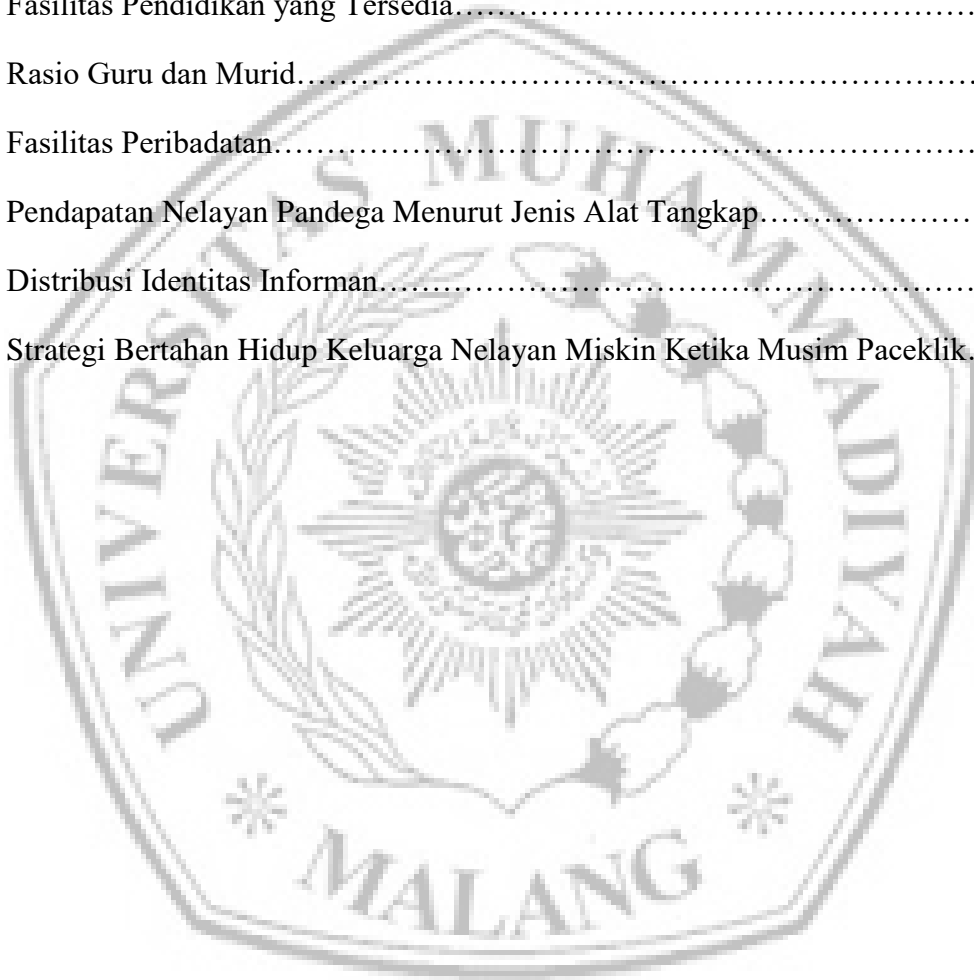 Fasilitas Pendidikan yang Tersedia……………………………………………
Rasio Guru dan Murid……………………………………………………………
Fasilitas Peribadatan………………………………………………………………
Pendapatan Nelayan Pandega Menurut Jenis Alat Tangkap…………………
Distribusi Identitas Informan……………………………………………………
Strategi Bertahan Hidup Keluarga Nelayan Miskin Ketika Musim Paceklik.
UNIVERSITAS MUHAMMADIYAH
MALANG